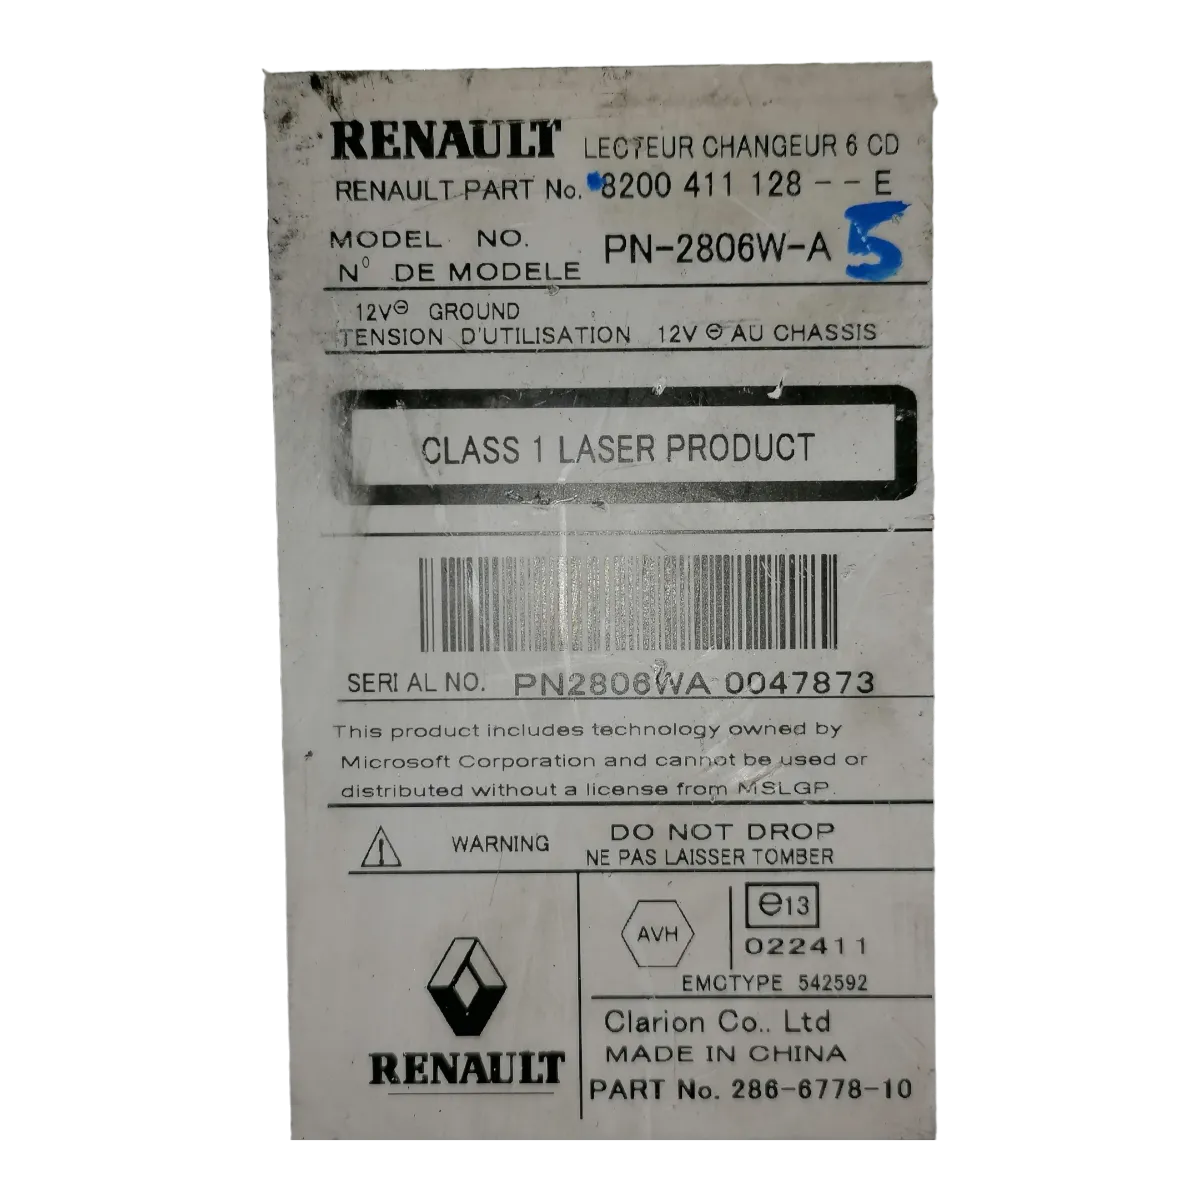 RENAULT LECTEUR CHANGEUR 6 CD
RENAULT PART No. 8200 411 128 -- E
MODEL NO. PN-2806W-A 5
N° DE MODELE
12V⊖ GROUND
TENSION D'UTILISATION 12V ⊖ AU CHASSIS
CLASS 1 LASER PRODUCT
SERIAL NO. PN2806WA 0047873
This product includes technology owned by
Microsoft Corporation and cannot be used or
distributed without a license from MSLGP.
WARNING DO NOT DROP
NE PAS LAISSER TOMBER
AVH e13
022411
EMCTYPE 542592
Clarion Co.. Ltd
MADE IN CHINA
PART No. 286-6778-10
RENAULT